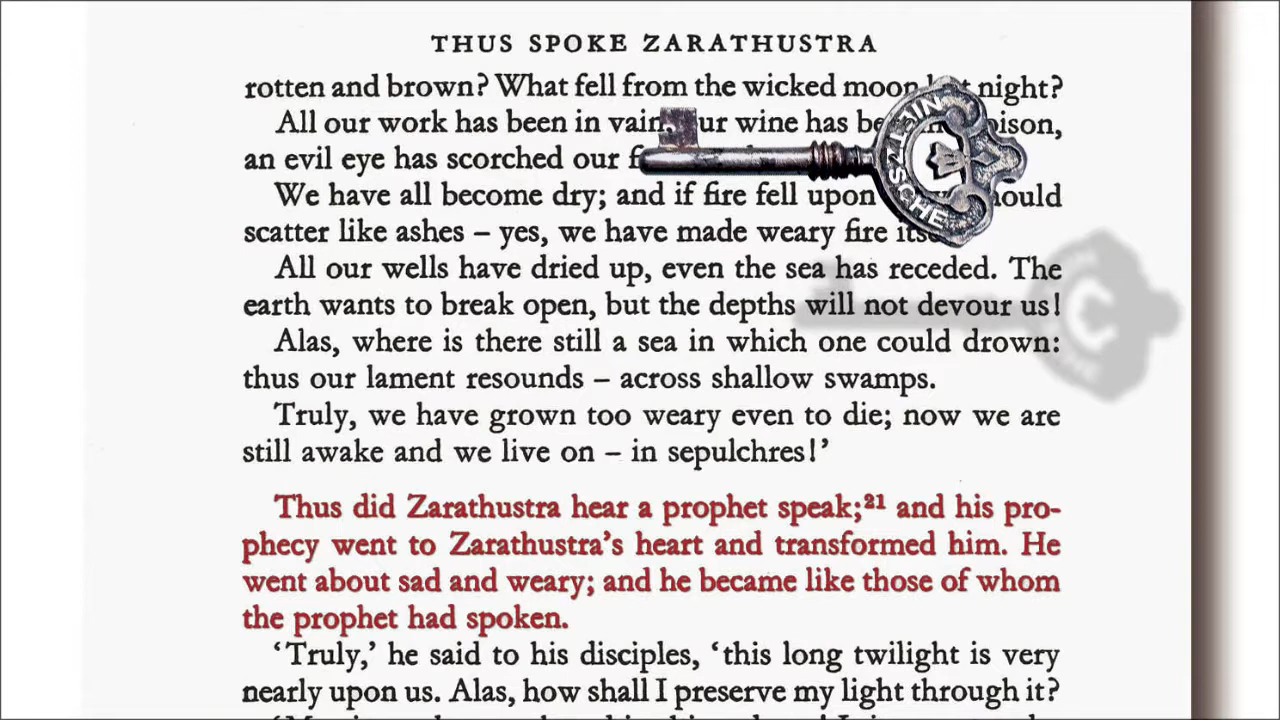 THUS SPOKE ZARATHUSTRA
rotten and brown? What fell from the wicked moon night?
All our work has been in vain, ur wine has be
an evil eye has scorched our f
We have all become dry; and if fire fell upon
scatter like ashes – yes, we have made weary fire
All our wells have dried up, even the sea has receded. The
earth wants to break open, but the depths will not devour us!
Alas, where is there still a sea in which one could drown:
thus our lament resounds – across shallow swamps.
Truly, we have grown too weary even to die; now we are
still awake and we live on – in sepulchres!’
Thus did Zarathustra hear a prophet speak;²¹ and his pro-
phecy went to Zarathustra’s heart and transformed him. He
went about sad and weary; and he became like those of whom
the prophet had spoken.
‘Truly,’ he said to his disciples, ‘this long twilight is very
nearly upon us. Alas, how shall I preserve my light through it?
NIETZSCHE